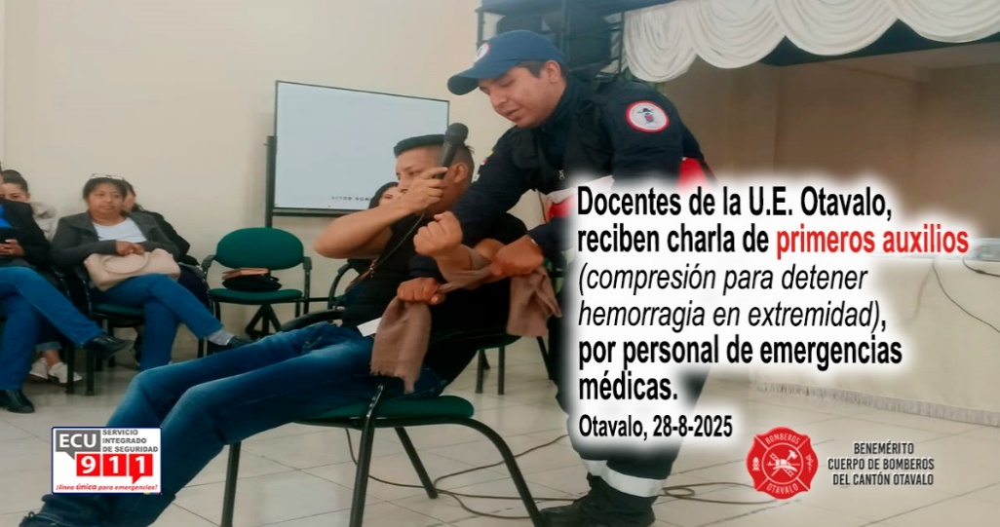 Docentes de la U.E. Otavalo,
reciben charla de primeros auxilios
(compresión para detener
hemorragia en extremidad),
por personal de emergencias
médicas.
Otavalo, 28-8-2025
ECU
911
SERVICIO
INTEGRADO
DE SEGURIDAD
¡línea única para emergencias!
BOMBEROS
OTAVALO
BENEMÉRITO
CUERPO DE BOMBEROS
DEL CANTÓN OTAVALO